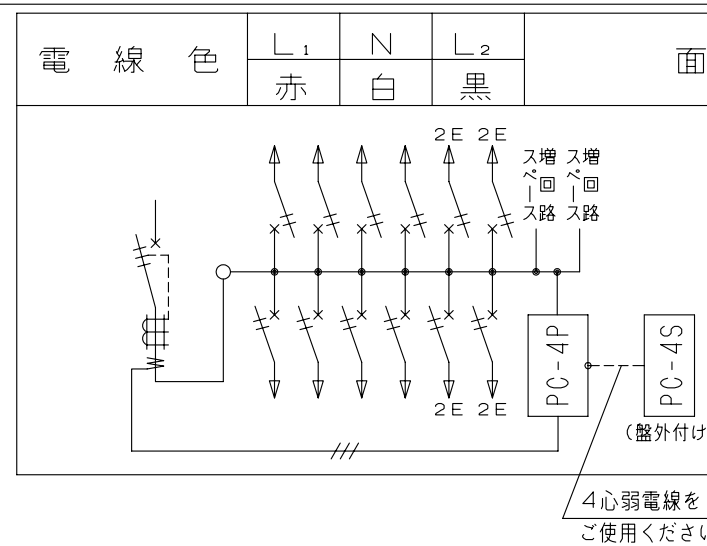 電線色 L1 N L2 面
赤 白 黒
2E 2E
増回路スペース 増回路スペース
PC-4P PC-4S
(盤外付け
2E 2E
4心弱電線を
ご使用ください